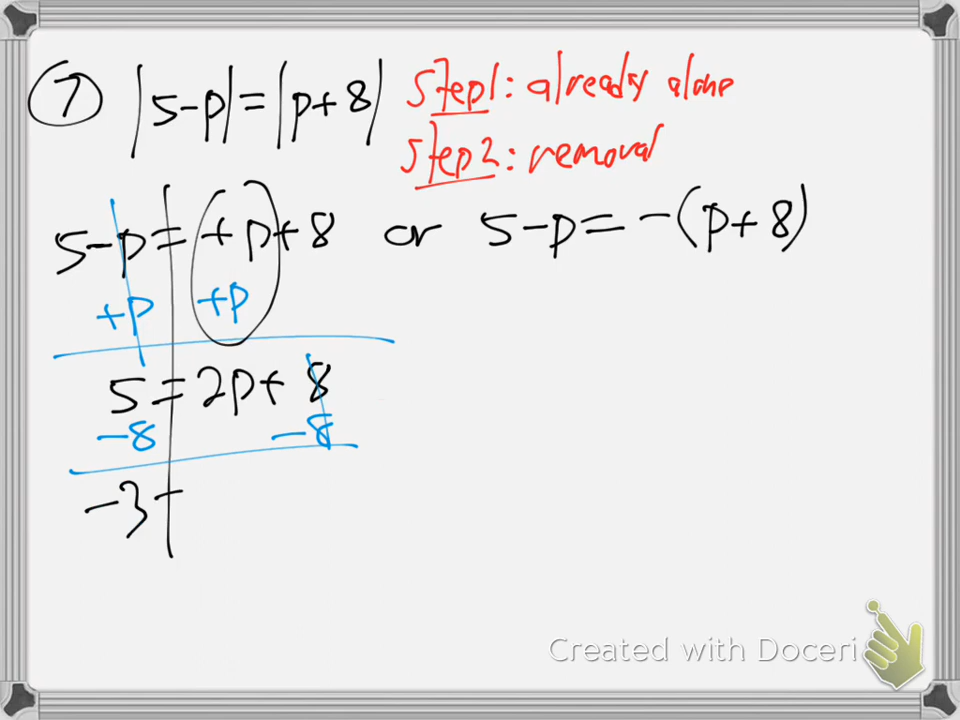 7 |5-p|=|p+8| Step1: already alone
Step2: removal
5-p=+p+8 or 5-p=-(p+8)
+p +p
5=2p+8
-8 -8
-3=
Created with Doceri